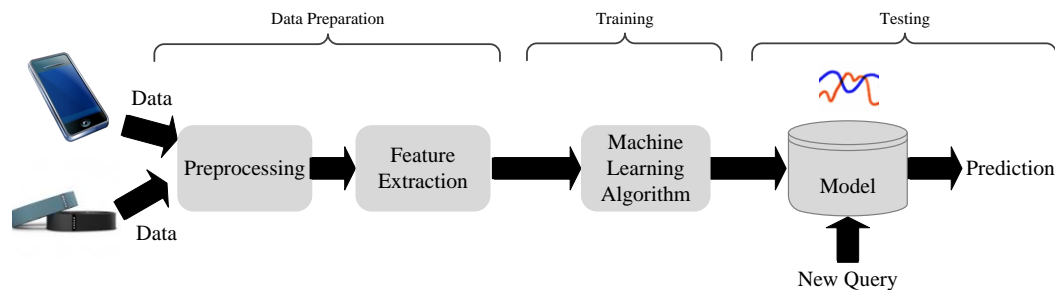 Data Preparation
Training
Testing
Data
Data
Preprocessing
Feature
Extraction
Machine
Learning
Algorithm
Model
Prediction
New Query